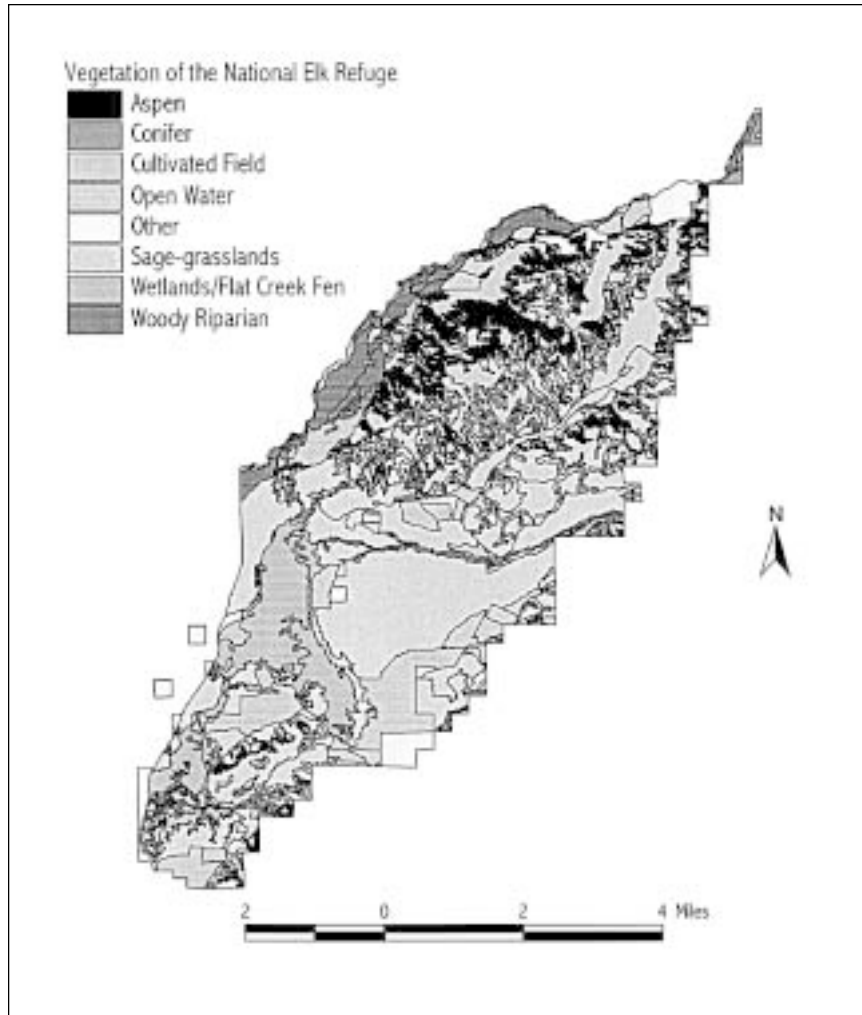 Vegetation of the National Elk Refuge
Aspen
Conifer
Cultivated Field
Open Water
Other
Sage-grasslands
Wetlands/Flat Creek Fen
Woody Riparian
N
2 0 2 4 Miles